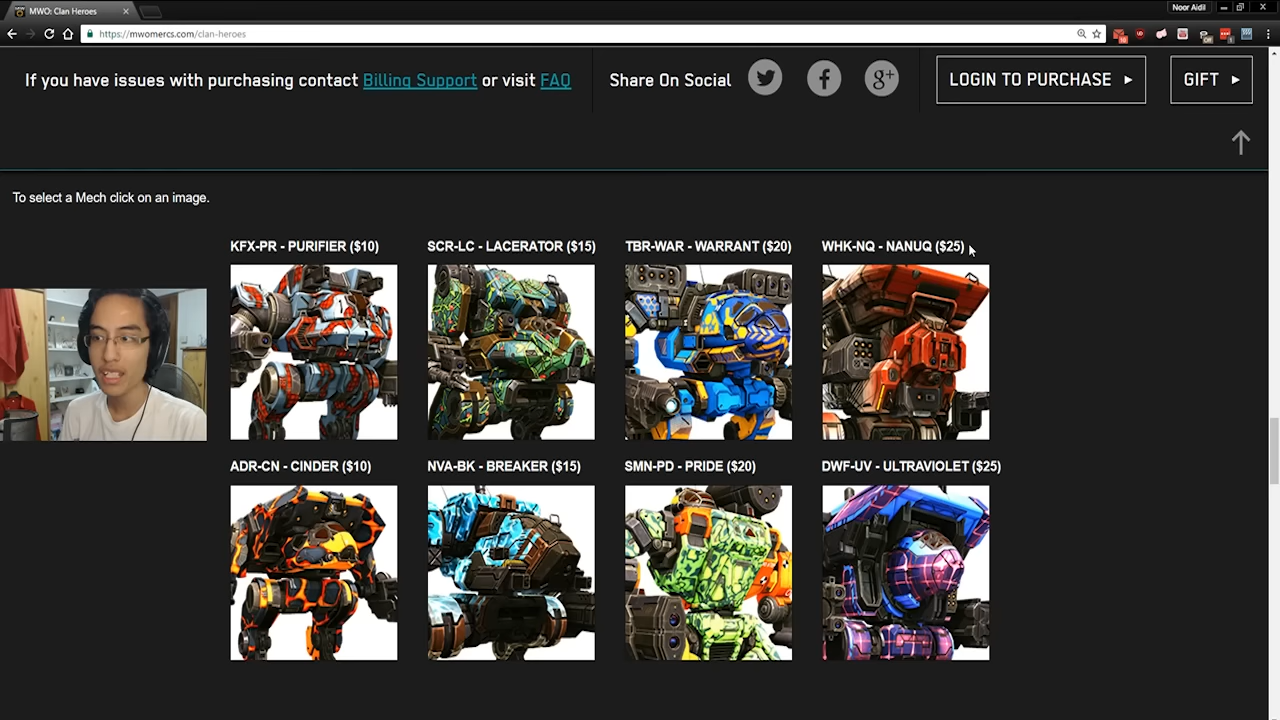 MWO: Clan Heroes
Noor Aidil
https://mwomercs.com/clan-heroes
If you have issues with purchasing contact Billing Support or visit FAQ
Share On Social
LOGIN TO PURCHASE
GIFT
To select a Mech click on an image.
KFX-PR - PURIFIER ($10)
SCR-LC - LACERATOR ($15)
TBR-WAR - WARRANT ($20)
WHK-NQ - NANUQ ($25)
ADR-CN - CINDER ($10)
NVA-BK - BREAKER ($15)
SMN-PD - PRIDE ($20)
DWF-UV - ULTRAVIOLET ($25)